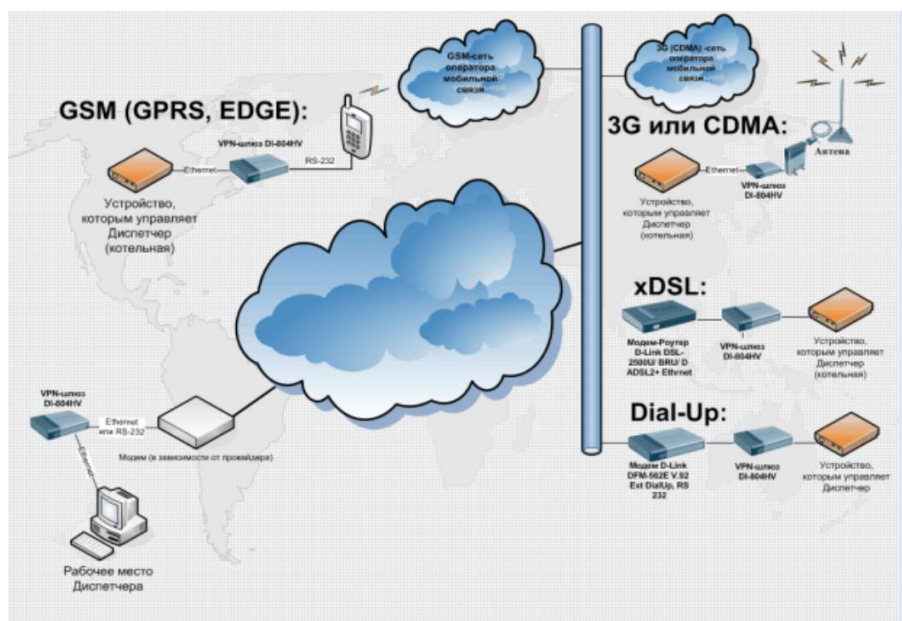 GSM-сеть
оператора
мобильной
связи
3G (CDMA) -сеть
оператора
мобильной
связи
GSM (GPRS, EDGE):
VPN-шлюз DI-804HV
Ethernet
RS-232
Устройство,
которым управляет
Диспетчер
(котельная)
3G или CDMA:
Антена
Ethernet
VPN-шлюз
DI-804HV
Устройство,
которым управляет
Диспетчер
(котельная)
xDSL:
Модем-Роутер
D-Link DSL-
2500U/ BRU/ D
ADSL2+ Ethrnet
VPN-шлюз
DI-804HV
Устройство,
которым управляет
Диспетчер
(котельная)
Dial-Up:
Модем D-Link
DFM-562E V.92
Ext DialUp, RS
232
VPN-шлюз
DI-804HV
Устройство,
которым управляет
Диспетчер
VPN-шлюз
DI-804HV
Ethernet
или RS-232
Модем (в зависимости от провайдера)
Ethernet
Рабочее место
Диспетчера